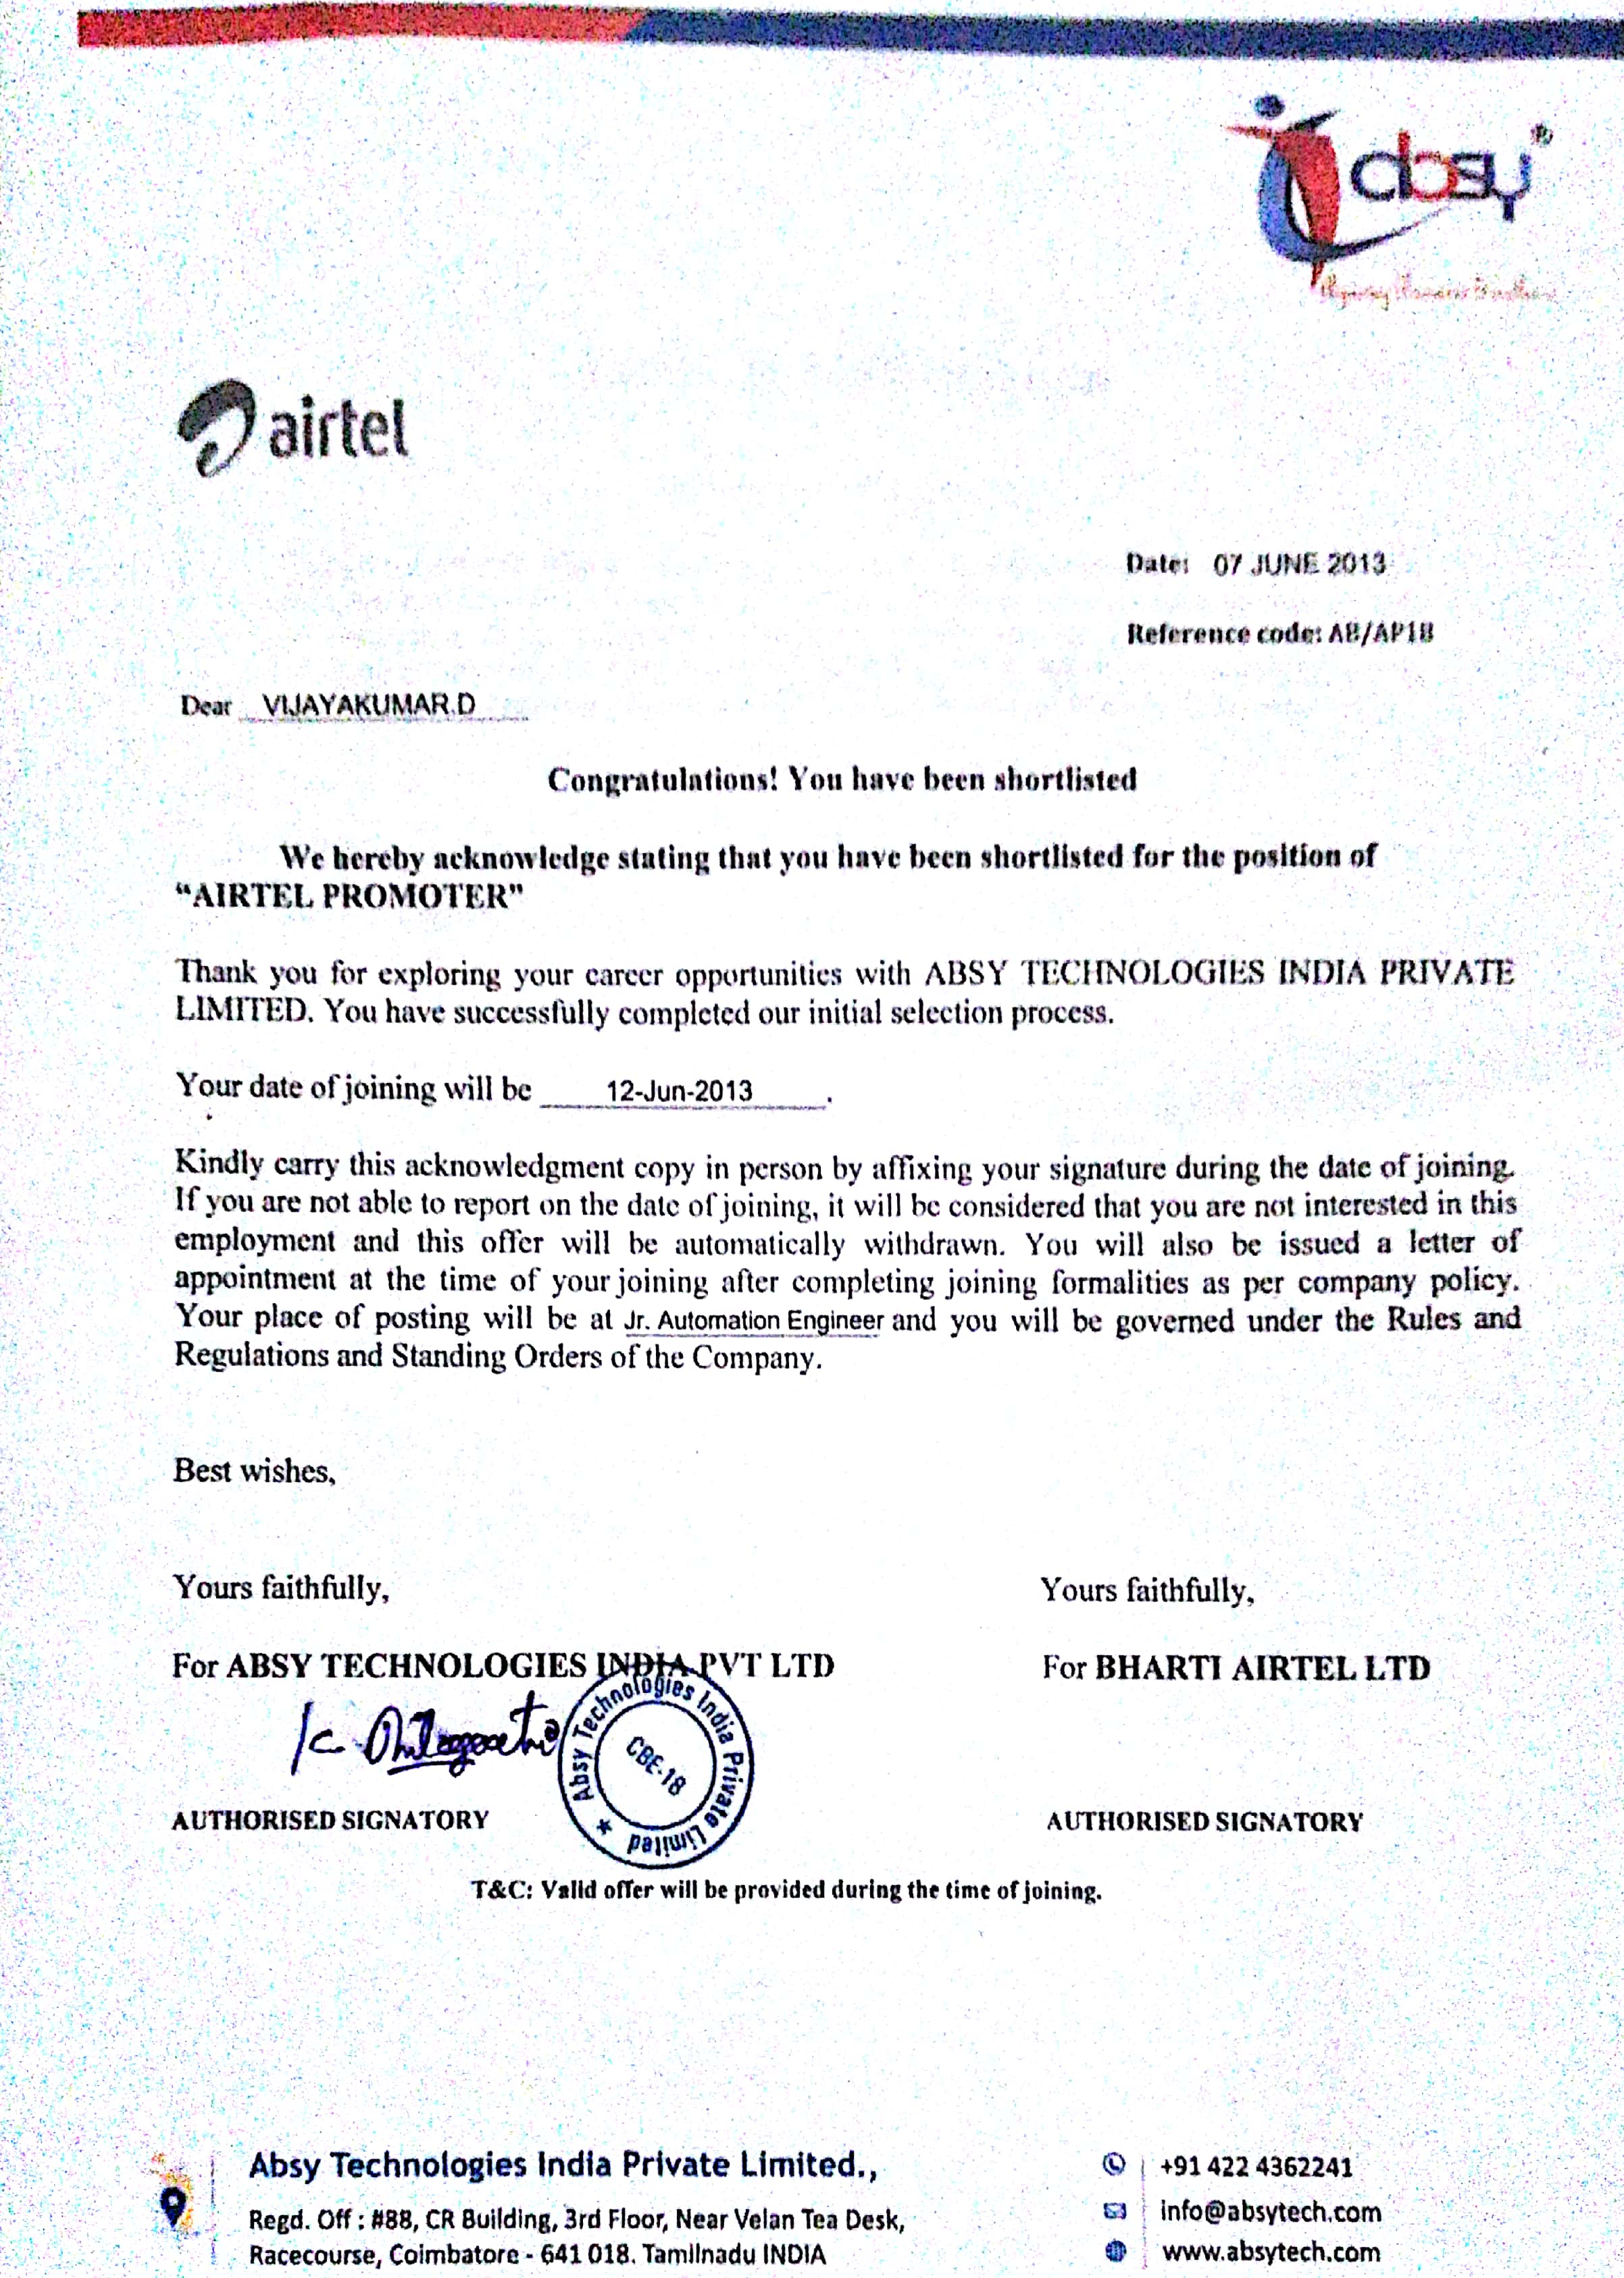 absy®
airtel
Date: 07 JUNE 2013
Reference code: AB/AP18
Dear VIJAYAKUMAR.D
Congratulations! You have been shortlisted
We hereby acknowledge stating that you have been shortlisted for the position of
“AIRTEL PROMOTER”
Thank you for exploring your career opportunities with ABSY TECHNOLOGIES INDIA PRIVATE
LIMITED. You have successfully completed our initial selection process.
Your date of joining will be 12-Jun-2013 .
Kindly carry this acknowledgment copy in person by affixing your signature during the date of joining.
If you are not able to report on the date of joining, it will be considered that you are not interested in this
employment and this offer will be automatically withdrawn. You will also be issued a letter of
appointment at the time of your joining after completing joining formalities as per company policy.
Your place of posting will be at Jr. Automation Engineer and you will be governed under the Rules and
Regulations and Standing Orders of the Company.
Best wishes,
Yours faithfully, Yours faithfully,
For ABSY TECHNOLOGIES INDIA PVT LTD For BHARTI AIRTEL LTD
Absy Technologies India Private Limited
CBE-18
AUTHORISED SIGNATORY AUTHORISED SIGNATORY
T&C: Valid offer will be provided during the time of joining.
Absy Technologies India Private Limited., +91 422 4362241
Regd. Off : #88, CR Building, 3rd Floor, Near Velan Tea Desk, info@absytech.com
Racecourse, Coimbatore - 641 018. Tamilnadu INDIA www.absytech.com